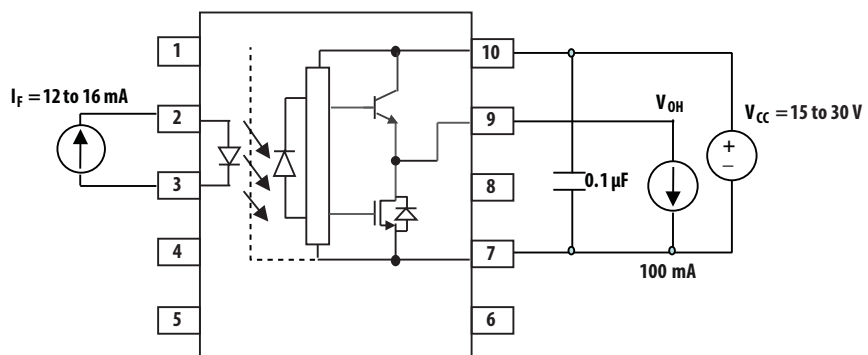 1
10
I_F = 12 to 16 mA
2
9
V_OH
V_CC = 15 to 30 V
+
−
3
8
0.1 µF
4
7
100 mA
5
6